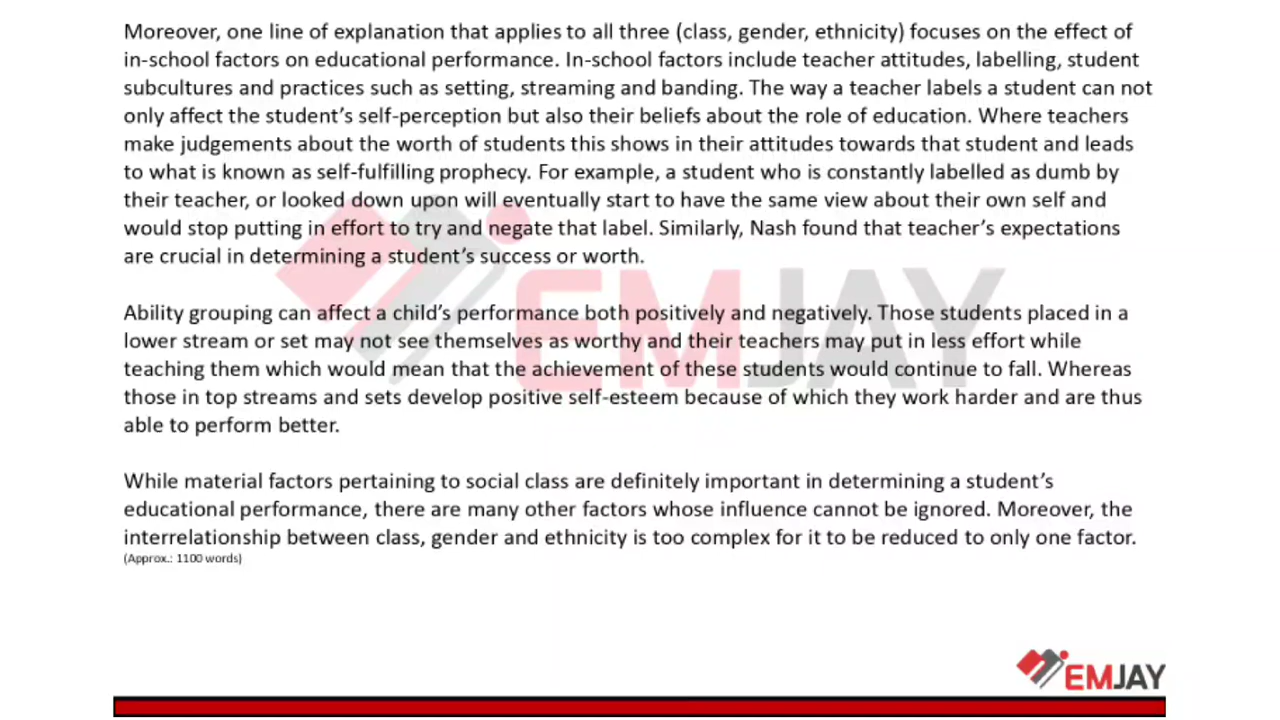 Moreover, one line of explanation that applies to all three (class, gender, ethnicity) focuses on the effect of
in-school factors on educational performance. In-school factors include teacher attitudes, labelling, student
subcultures and practices such as setting, streaming and banding. The way a teacher labels a student can not
only affect the student's self-perception but also their beliefs about the role of education. Where teachers
make judgements about the worth of students this shows in their attitudes towards that student and leads
to what is known as self-fulfilling prophecy. For example, a student who is constantly labelled as dumb by
their teacher, or looked down upon will eventually start to have the same view about their own self and
would stop putting in effort to try and negate that label. Similarly, Nash found that teacher's expectations
are crucial in determining a student's success or worth.
Ability grouping can affect a child's performance both positively and negatively. Those students placed in a
lower stream or set may not see themselves as worthy and their teachers may put in less effort while
teaching them which would mean that the achievement of these students would continue to fall. Whereas
those in top streams and sets develop positive self-esteem because of which they work harder and are thus
able to perform better.
While material factors pertaining to social class are definitely important in determining a student's
educational performance, there are many other factors whose influence cannot be ignored. Moreover, the
interrelationship between class, gender and ethnicity is too complex for it to be reduced to only one factor.
(Approx.: 1100 words)
EMJAY
EMJAY